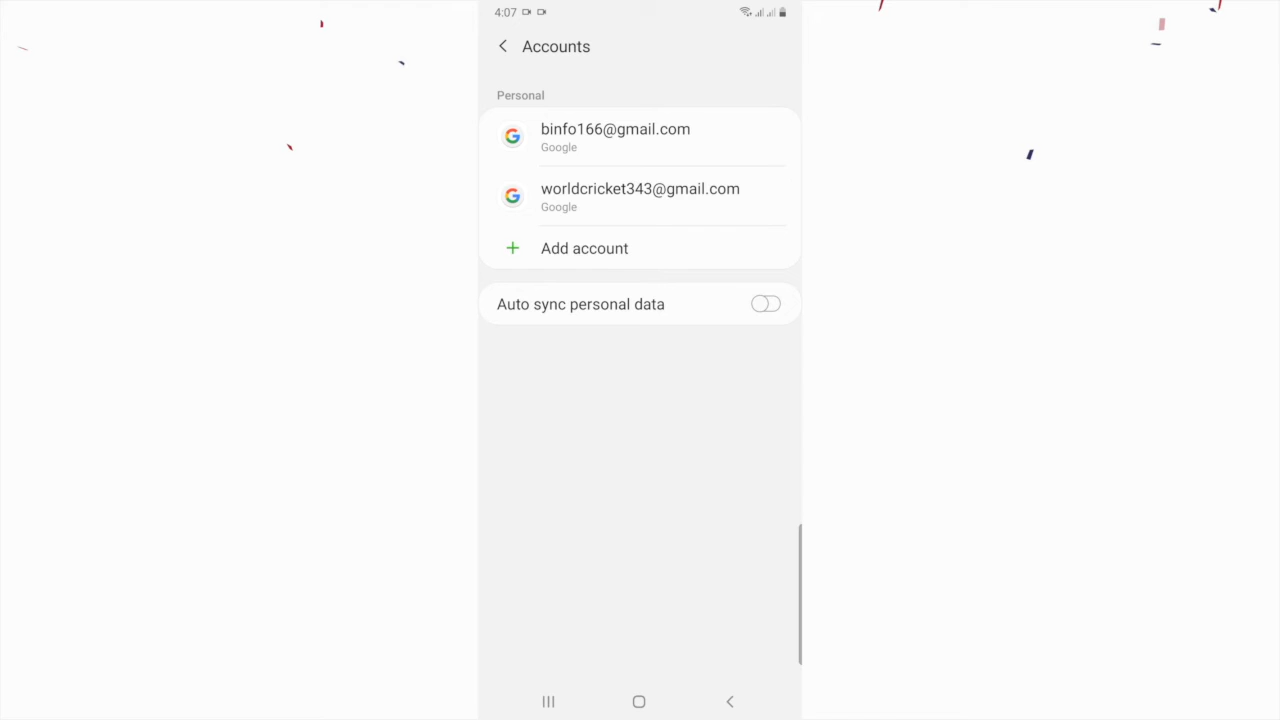 4:07
Accounts
Personal
binfo166@gmail.com
Google
worldcricket343@gmail.com
Google
Add account
Auto sync personal data